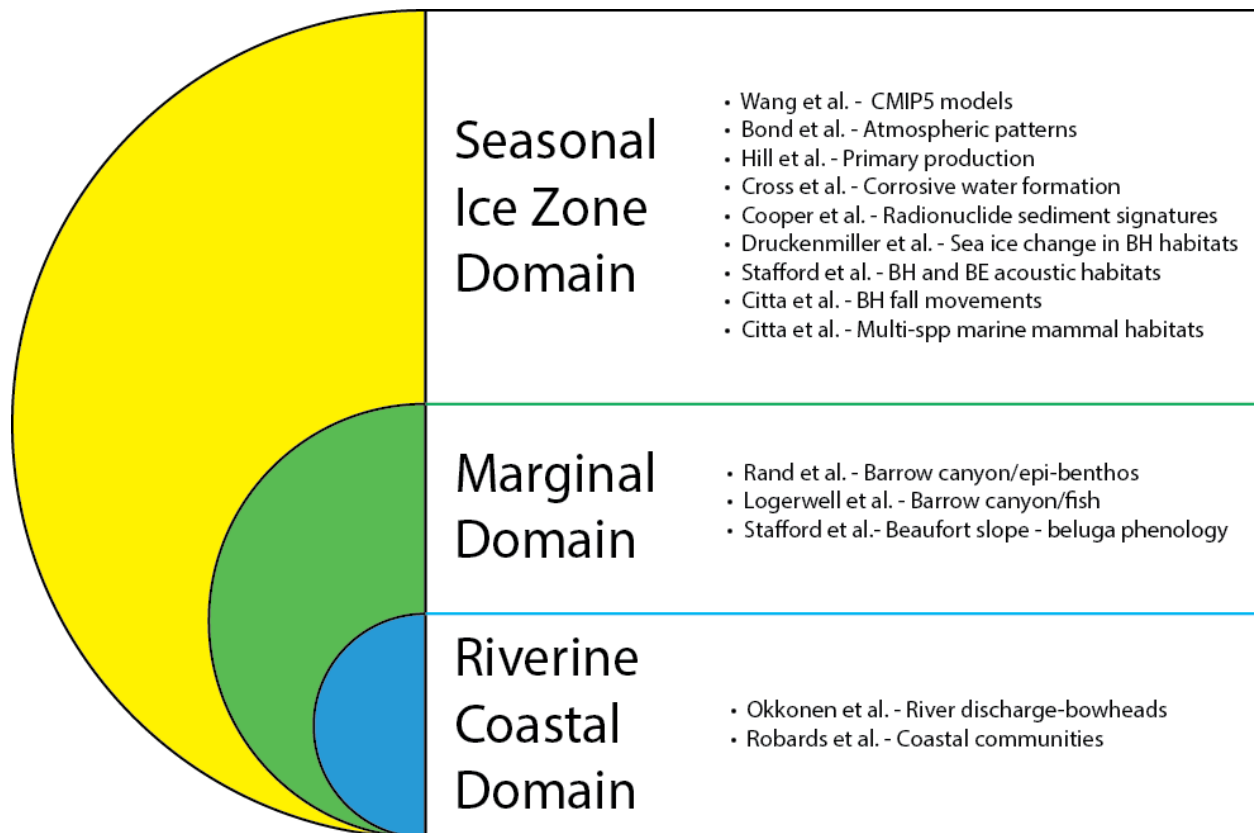 Seasonal
Ice Zone
Domain
• Wang et al. - CMIP5 models
• Bond et al. - Atmospheric patterns
• Hill et al. - Primary production
• Cross et al. - Corrosive water formation
• Cooper et al. - Radionuclide sediment signatures
• Druckenmiller et al. - Sea ice change in BH habitats
• Stafford et al. - BH and BE acoustic habitats
• Citta et al. - BH fall movements
• Citta et al. - Multi-spp marine mammal habitats
Marginal
Domain
• Rand et al. - Barrow canyon/epi-benthos
• Logerwell et al. - Barrow canyon/fish
• Stafford et al.- Beaufort slope - beluga phenology
Riverine
Coastal
Domain
• Okkonen et al. - River discharge-bowheads
• Robards et al. - Coastal communities